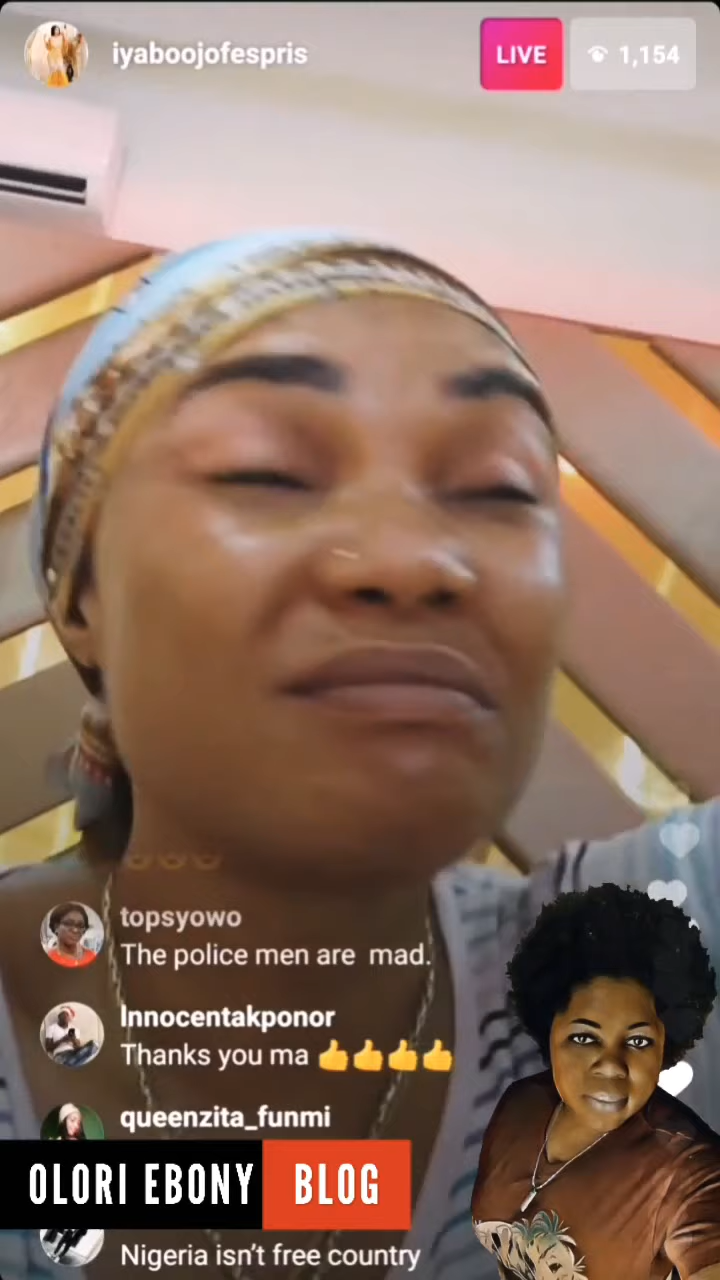 iyaboojofespris
LIVE
1,154
topsyowo
The police men are mad.
Innocentakponor
Thanks you ma 👍👍👍👍
queenzita_funmi
OLORI EBONY BLOG
Nigeria isn't free country